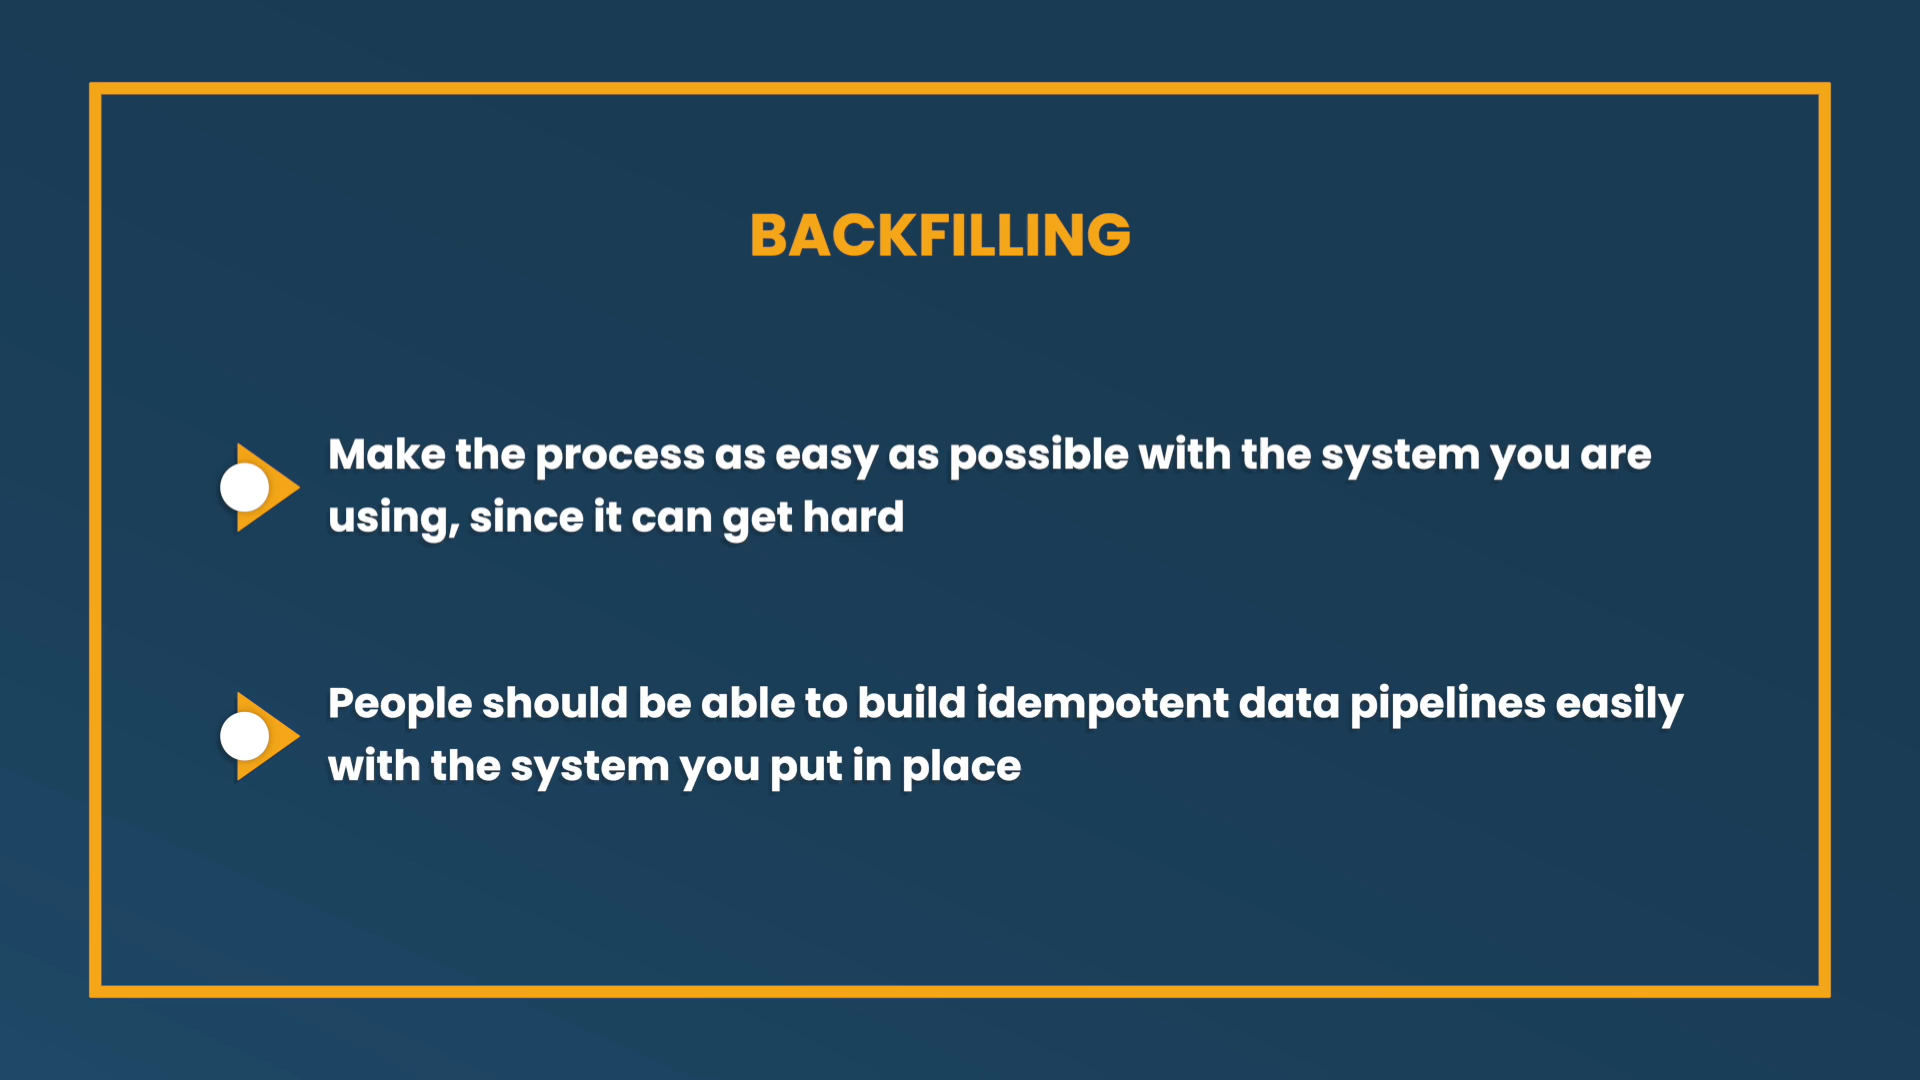 BACKFILLING
Make the process as easy as possible with the system you are
using, since it can get hard
People should be able to build idempotent data pipelines easily
with the system you put in place